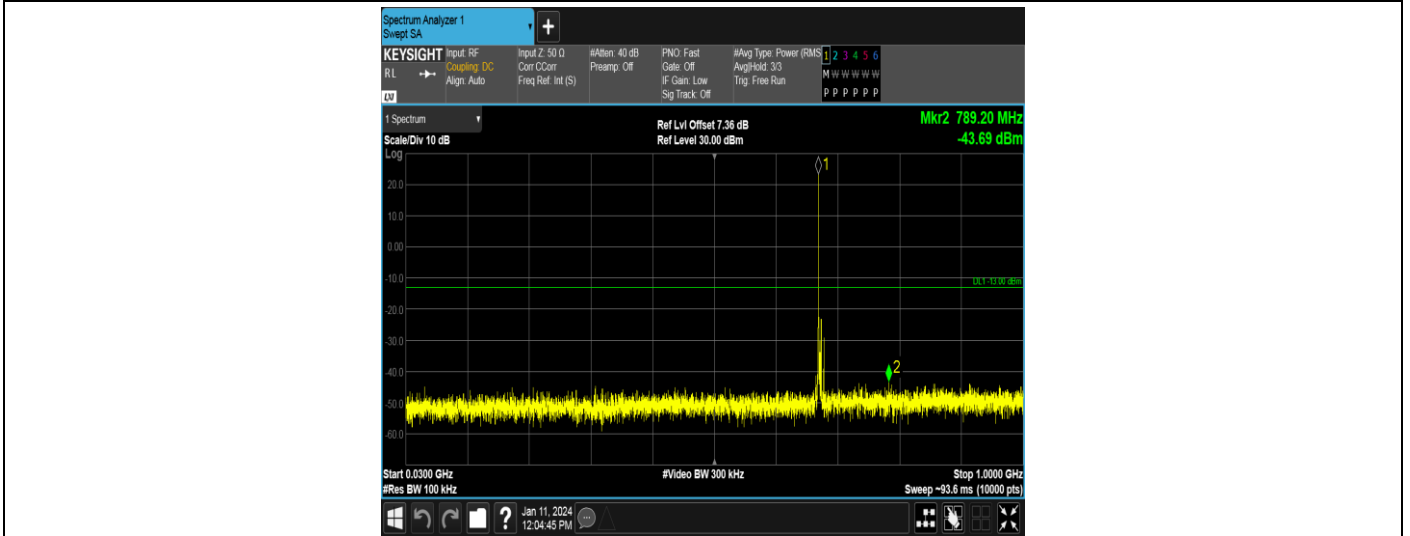 Spectrum Analyzer 1
Swept SA
+
KEYSIGHT Input: RF Input Z: 50 Ω #Atten: 40 dB PNO: Fast #Avg Type: Power (RMS 1 2 3 4 5 6
RL Coupling: DC Corr CCorr Preamp: Off Gate: Off Avg|Hold: 3/3 M W W W W W
Align: Auto Freq Ref: Int (S) IF Gain: Low Trig: Free Run
LXI Sig Track: Off P P P P P P
1 Spectrum Ref Lvl Offset 7.36 dB Mkr2 789.20 MHz
Scale/Div 10 dB Ref Level 30.00 dBm -43.69 dBm
Log
1
20.0
10.0
0.00
-10.0
DL1 -13.00 dBm
-20.0
-30.0
-40.0
2
-50.0
-60.0
Start 0.0300 GHz #Video BW 300 kHz Stop 1.0000 GHz
#Res BW 100 kHz Sweep ~93.6 ms (10000 pts)
? Jan 11, 2024
12:04:45 PM